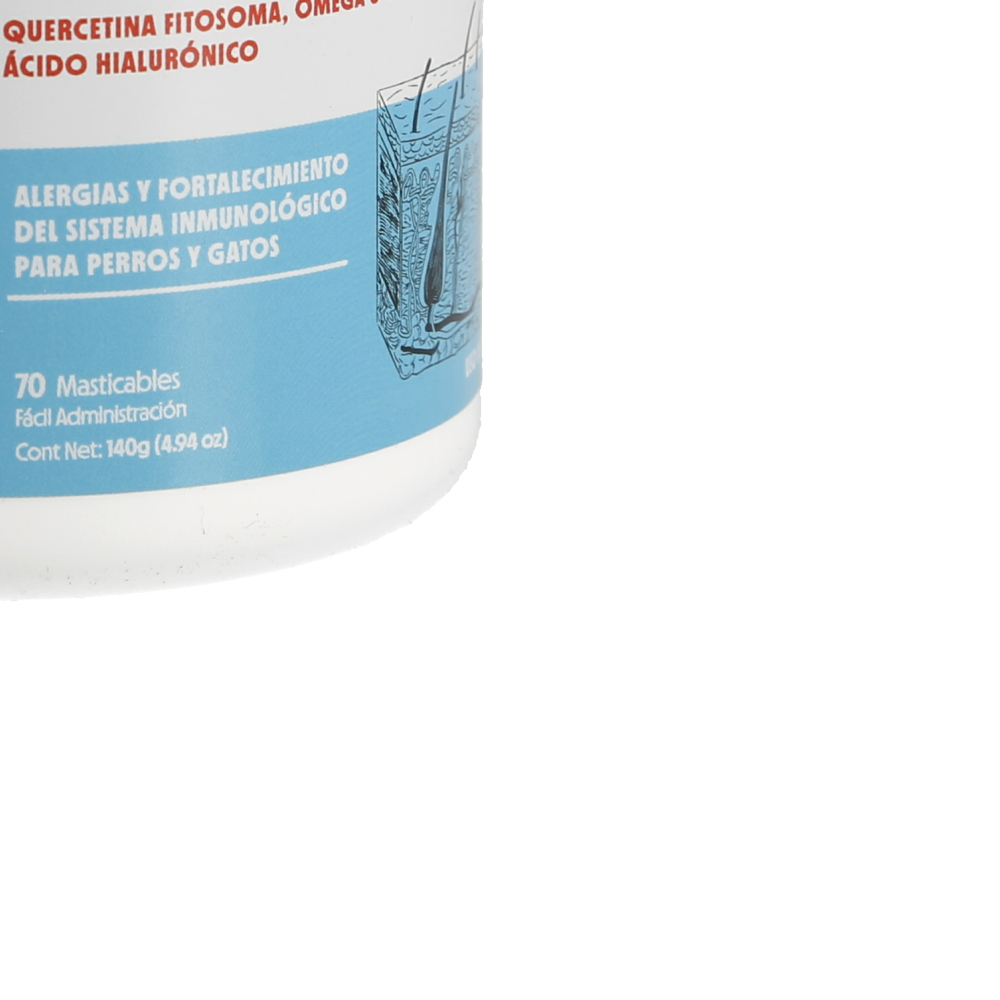 QUERCETINA FITOSOMA, OMEGA
ÁCIDO HIALURÓNICO
ALERGIAS Y FORTALECIMIENTO
DEL SISTEMA INMUNOLÓGICO
PARA PERROS Y GATOS
70 Masticables
Fácil Administración
Cont Net: 140g (4.94 oz)